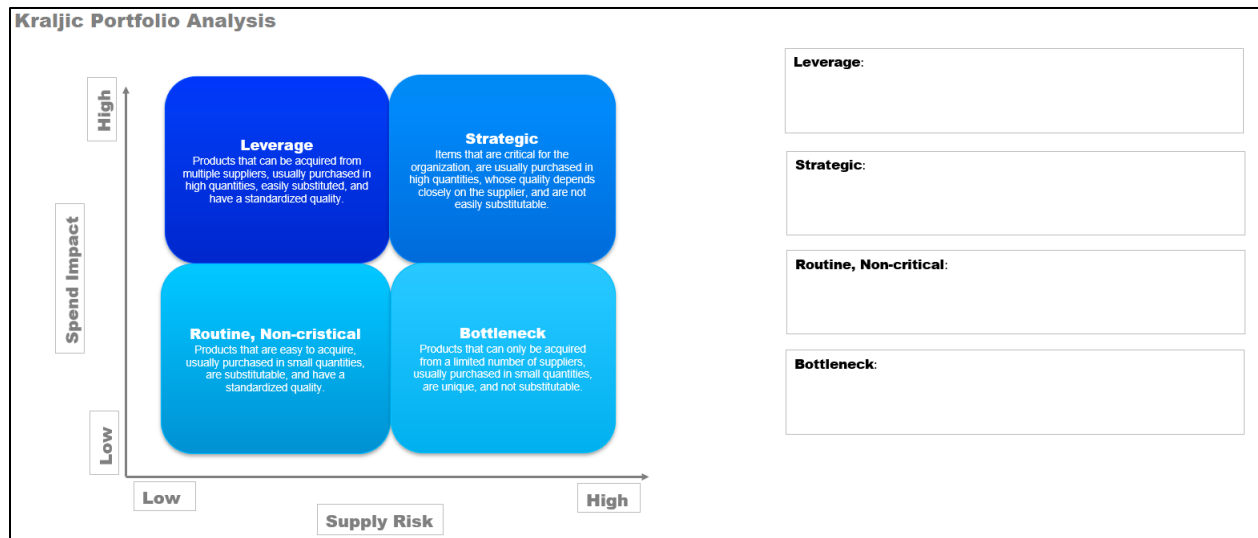 Kraljic Portfolio Analysis
High
Spend Impact
Low
Leverage
Products that can be acquired from
multiple suppliers, usually purchased in
high quantities, easily substituted, and
have a standardized quality.
Strategic
Items that are critical for the
organization, are usually purchased in
high quantities, whose quality depends
closely on the supplier, and are not
easily substitutable.
Routine, Non-cristical
Products that are easy to acquire,
usually purchased in small quantities,
are substitutable, and have a
standardized quality.
Bottleneck
Products that can only be acquired
from a limited number of suppliers,
usually purchased in small quantities,
are unique, and not substitutable.
Low
High
Supply Risk
Leverage:
Strategic:
Routine, Non-critical:
Bottleneck: